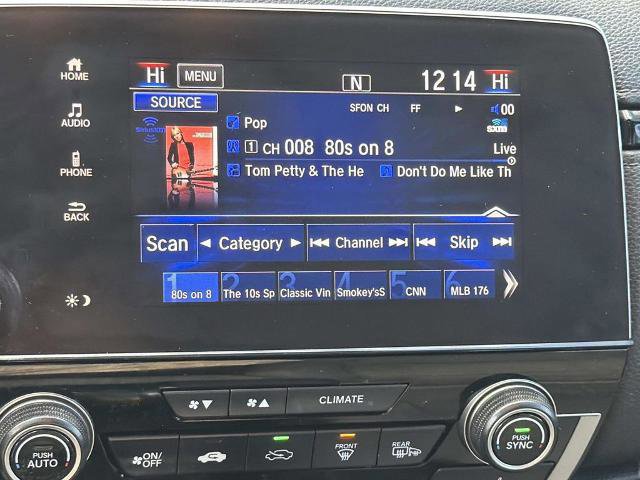 HOME
Hi MENU N 12 14 Hi
SOURCE
SFON CH FF
00
AUDIO
SiriusXM
Pop
SXM
1 CH 008 80s on 8 Live
PHONE
Tom Petty & The He Don't Do Me Like Th
BACK
Scan Category Channel Skip
1 2 3 4 5 6
80s on 8 The 10s Sp Classic Vin Smokey'sS CNN MLB 176
CLIMATE
PUSH AUTO
ON/OFF
FRONT
REAR
PUSH SYNC